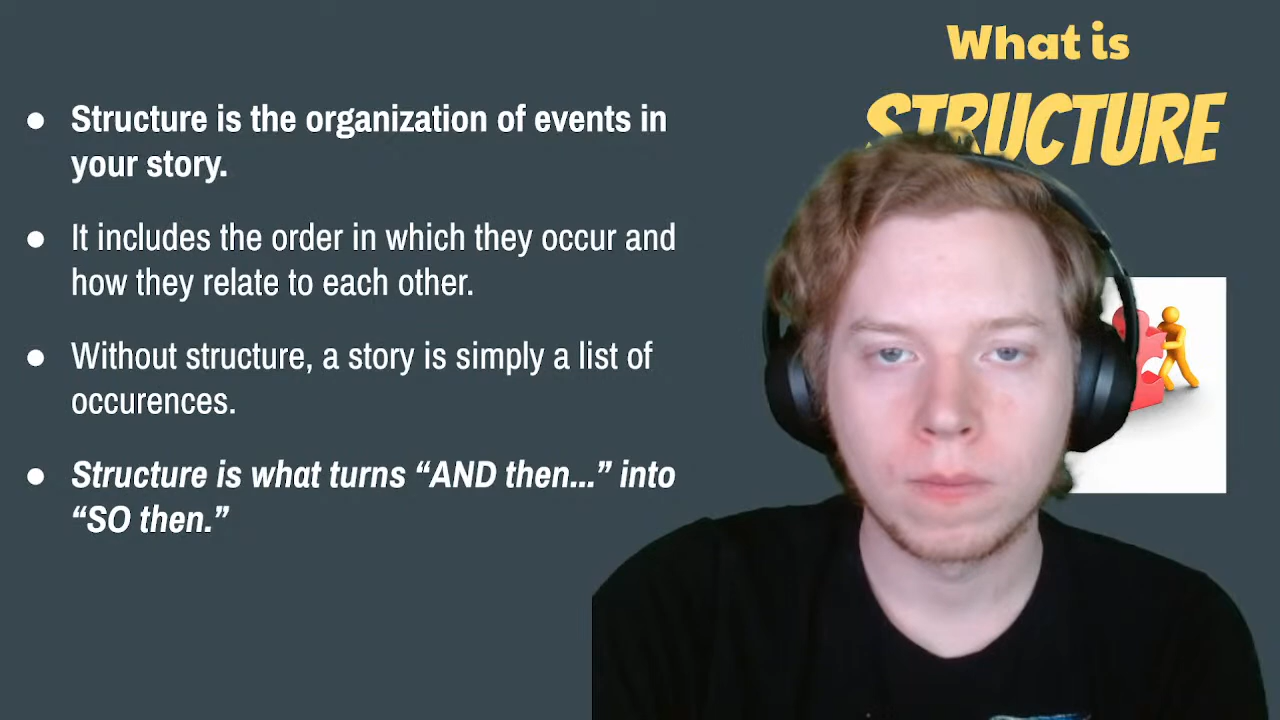 What is
STRUCTURE
● Structure is the organization of events in
your story.
● It includes the order in which they occur and
how they relate to each other.
● Without structure, a story is simply a list of
occurences.
● Structure is what turns “AND then...” into
“SO then.”